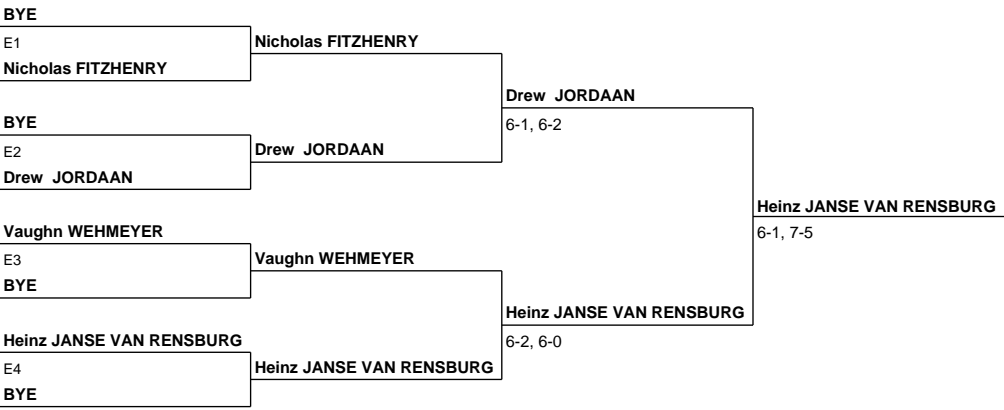 BYE
E1
Nicholas FITZHENRY
Nicholas FITZHENRY
BYE
E2
Drew JORDAAN
Drew JORDAAN
Drew JORDAAN
6-1, 6-2
Vaughn WEHMEYER
E3
BYE
Vaughn WEHMEYER
Heinz JANSE VAN RENSBURG
E4
BYE
Heinz JANSE VAN RENSBURG
Heinz JANSE VAN RENSBURG
6-2, 6-0
Heinz JANSE VAN RENSBURG
6-1, 7-5